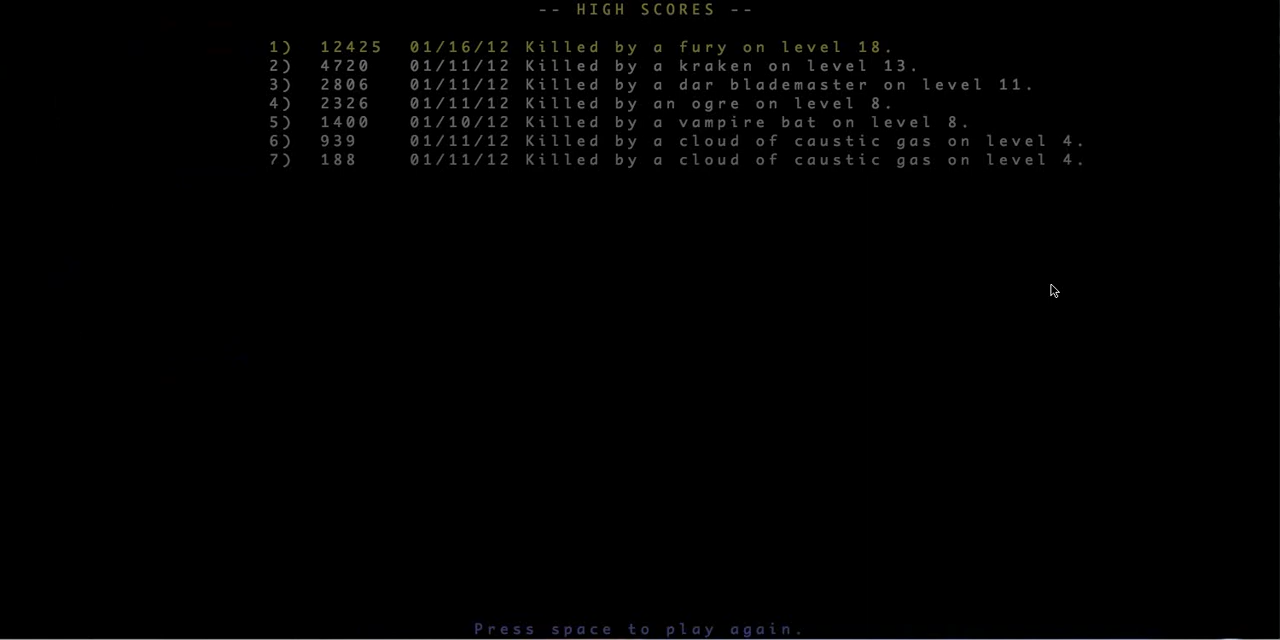 -- HIGH SCORES --
1) 12425 01/16/12 Killed by a fury on level 18.
2) 4720 01/11/12 Killed by a kraken on level 13.
3) 2806 01/11/12 Killed by a dar blademaster on level 11.
4) 2326 01/11/12 Killed by an ogre on level 8.
5) 1400 01/10/12 Killed by a vampire bat on level 8.
6) 939 01/11/12 Killed by a cloud of caustic gas on level 4.
7) 188 01/11/12 Killed by a cloud of caustic gas on level 4.
Press space to play again.